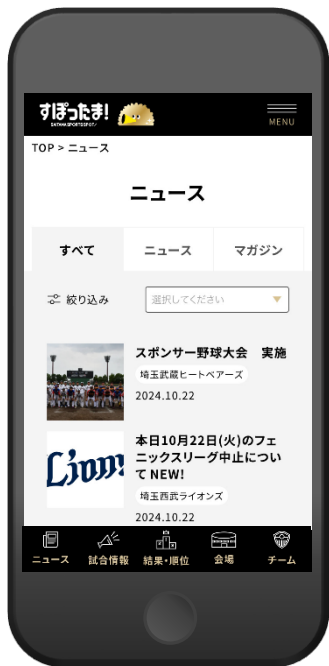 すぽったま!
SAITAMA SPORTS SPOT!
MENU
TOP > ニュース
ニュース
すべて ニュース マガジン
絞り込み 選択してください
スポンサー野球大会　実施
埼玉武蔵ヒートベアーズ
2024.10.22
本日10月22日(火)のフェ
ニックスリーグ中止につい
て NEW!
埼玉西武ライオンズ
2024.10.22
Lions
ニュース 試合情報 結果・順位 会場 チーム